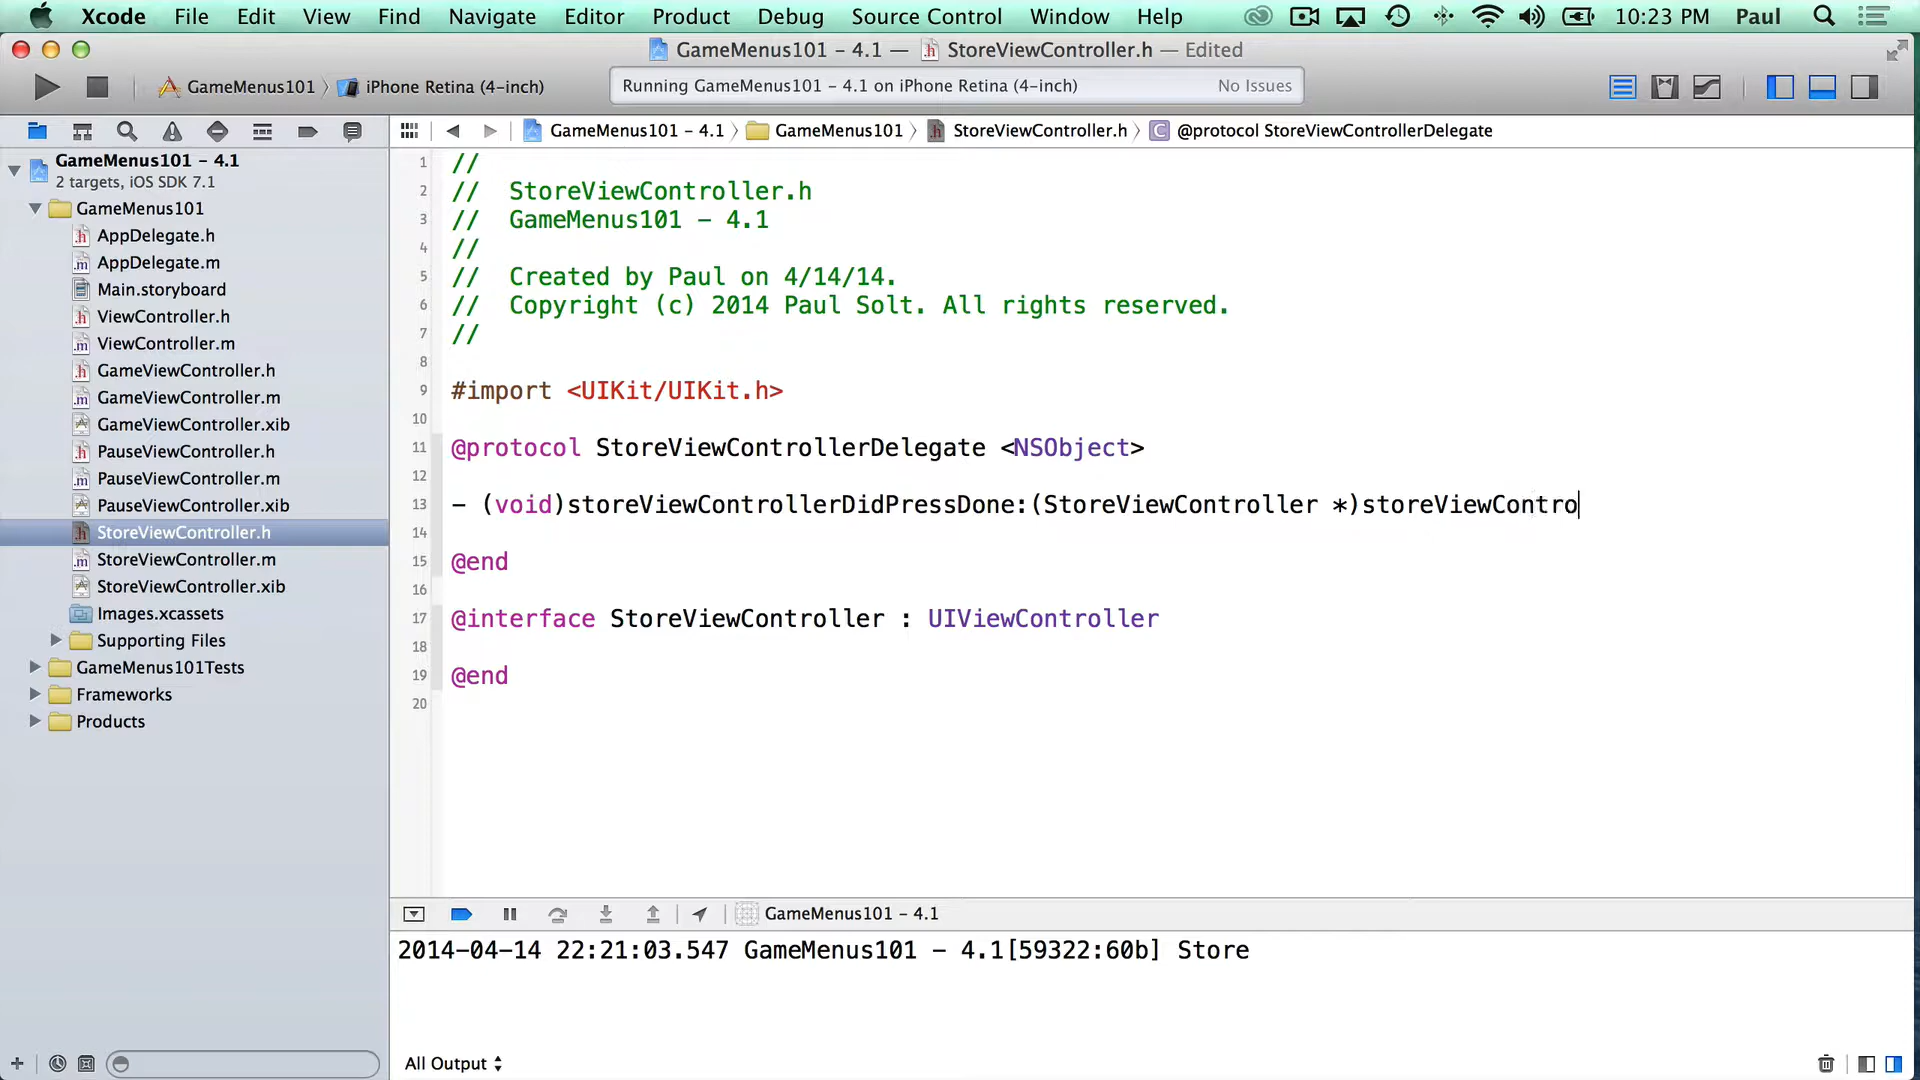 Xcode File Edit View Find Navigate Editor Product Debug Source Control Window Help 10:23 PM Paul
GameMenus101 – 4.1 — StoreViewController.h — Edited
GameMenus101 iPhone Retina (4-inch) Running GameMenus101 – 4.1 on iPhone Retina (4-inch) No Issues
GameMenus101 – 4.1 GameMenus101 StoreViewController.h @protocol StoreViewControllerDelegate
GameMenus101 – 4.1
2 targets, iOS SDK 7.1
GameMenus101
AppDelegate.h
AppDelegate.m
Main.storyboard
ViewController.h
ViewController.m
GameViewController.h
GameViewController.m
GameViewController.xib
PauseViewController.h
PauseViewController.m
PauseViewController.xib
StoreViewController.h
StoreViewController.m
StoreViewController.xib
Images.xcassets
Supporting Files
GameMenus101Tests
Frameworks
Products
1 //
2 //  StoreViewController.h
3 //  GameMenus101 – 4.1
4 //
5 //  Created by Paul on 4/14/14.
6 //  Copyright (c) 2014 Paul Solt. All rights reserved.
7 //
8
9 #import <UIKit/UIKit.h>
10
11 @protocol StoreViewControllerDelegate <NSObject>
12
13 - (void)storeViewControllerDidPressDone:(StoreViewController *)storeViewContro
14
15 @end
16
17 @interface StoreViewController : UIViewController
18
19 @end
20
GameMenus101 – 4.1
2014-04-14 22:21:03.547 GameMenus101 – 4.1[59322:60b] Store
All Output